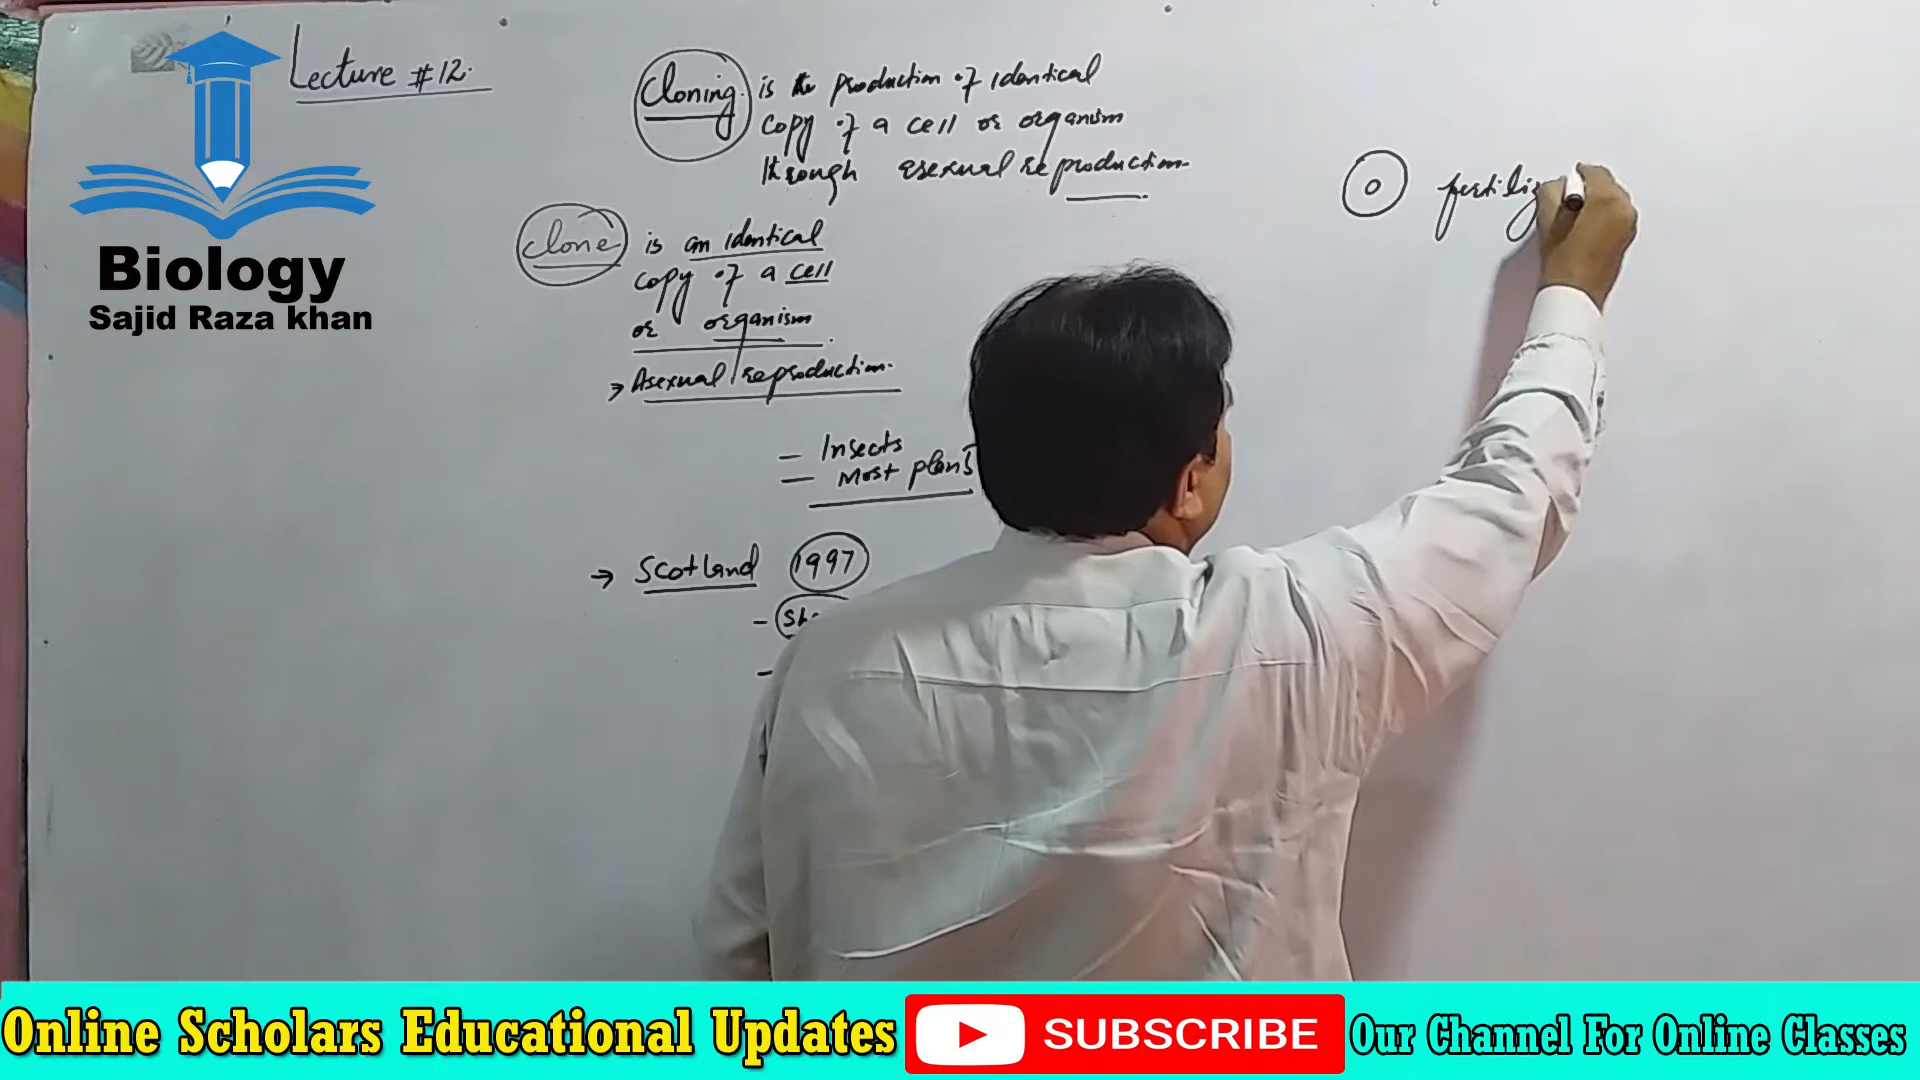 Lecture #12.
Biology
Sajid Raza khan
Cloning is the production of identical
copy of a cell or organism
through asexual reproduction.
Clone is an identical
copy of a cell
or organism
→ Asexual reproduction.
— Insects
— Most plants
→ Scotland 1997
fertiliz
Online Scholars Educational Updates
SUBSCRIBE
Our Channel For Online Classes